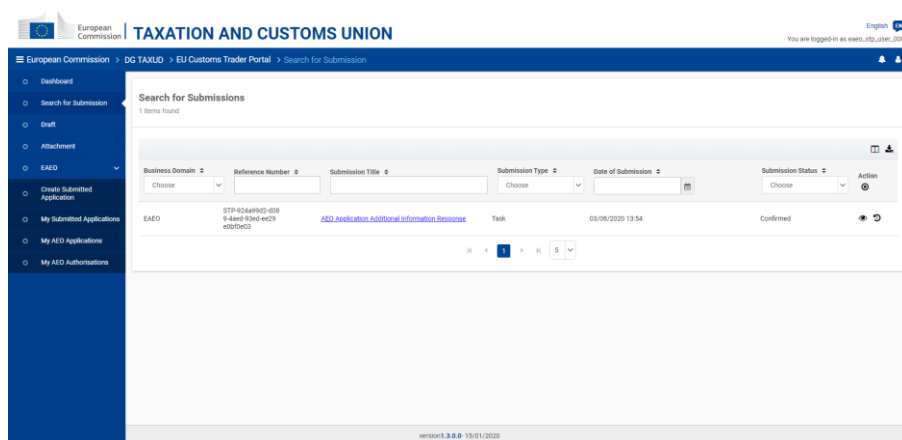 European
Commission
TAXATION AND CUSTOMS UNION
English EN
You are logged-in as eaeo_stp_user_00
European Commission > DG TAXUD > EU Customs Trader Portal > Search for Submission
Dashboard
Search for Submission
Draft
Attachment
EAEO
Create Submitted
Application
My Submitted Applications
My AEO Applications
My AEO Authorisations
Search for Submissions
1 items found
Business Domain Reference Number Submission Title Submission Type Date of Submission Submission Status Action
Choose Choose Choose
EAEO
STP-924a99d2-d08
9-4aed-93ed-ee29
e0bf0e03
AEO Application Additional Information Response Task 03/08/2020 13:54 Confirmed
1 5
version1.3.0.0- 15/01/2020